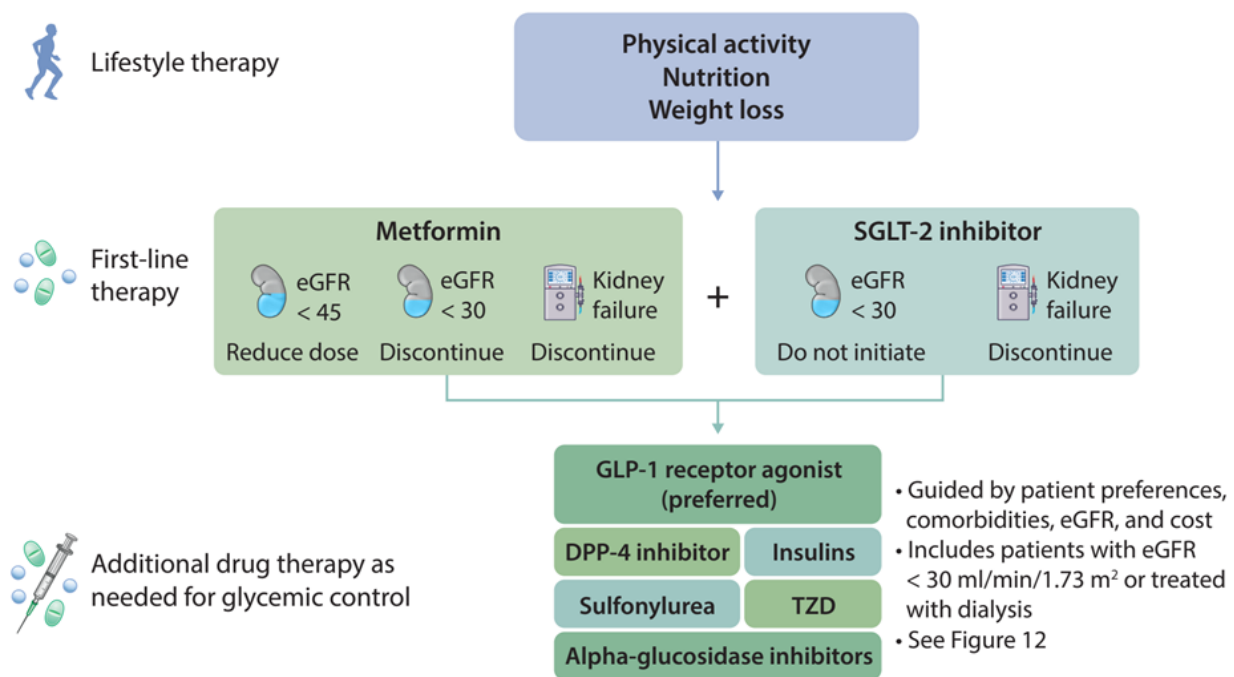 Lifestyle therapy
Physical activity
Nutrition
Weight loss
First-line
therapy
Metformin
eGFR
< 45
Reduce dose
eGFR
< 30
Discontinue
Kidney
failure
Discontinue
+
SGLT-2 inhibitor
eGFR
< 30
Do not initiate
Kidney
failure
Discontinue
Additional drug therapy as
needed for glycemic control
GLP-1 receptor agonist
(preferred)
DPP-4 inhibitor
Insulins
Sulfonylurea
TZD
Alpha-glucosidase inhibitors
• Guided by patient preferences,
comorbidities, eGFR, and cost
• Includes patients with eGFR
< 30 ml/min/1.73 m² or treated
with dialysis
• See Figure 12